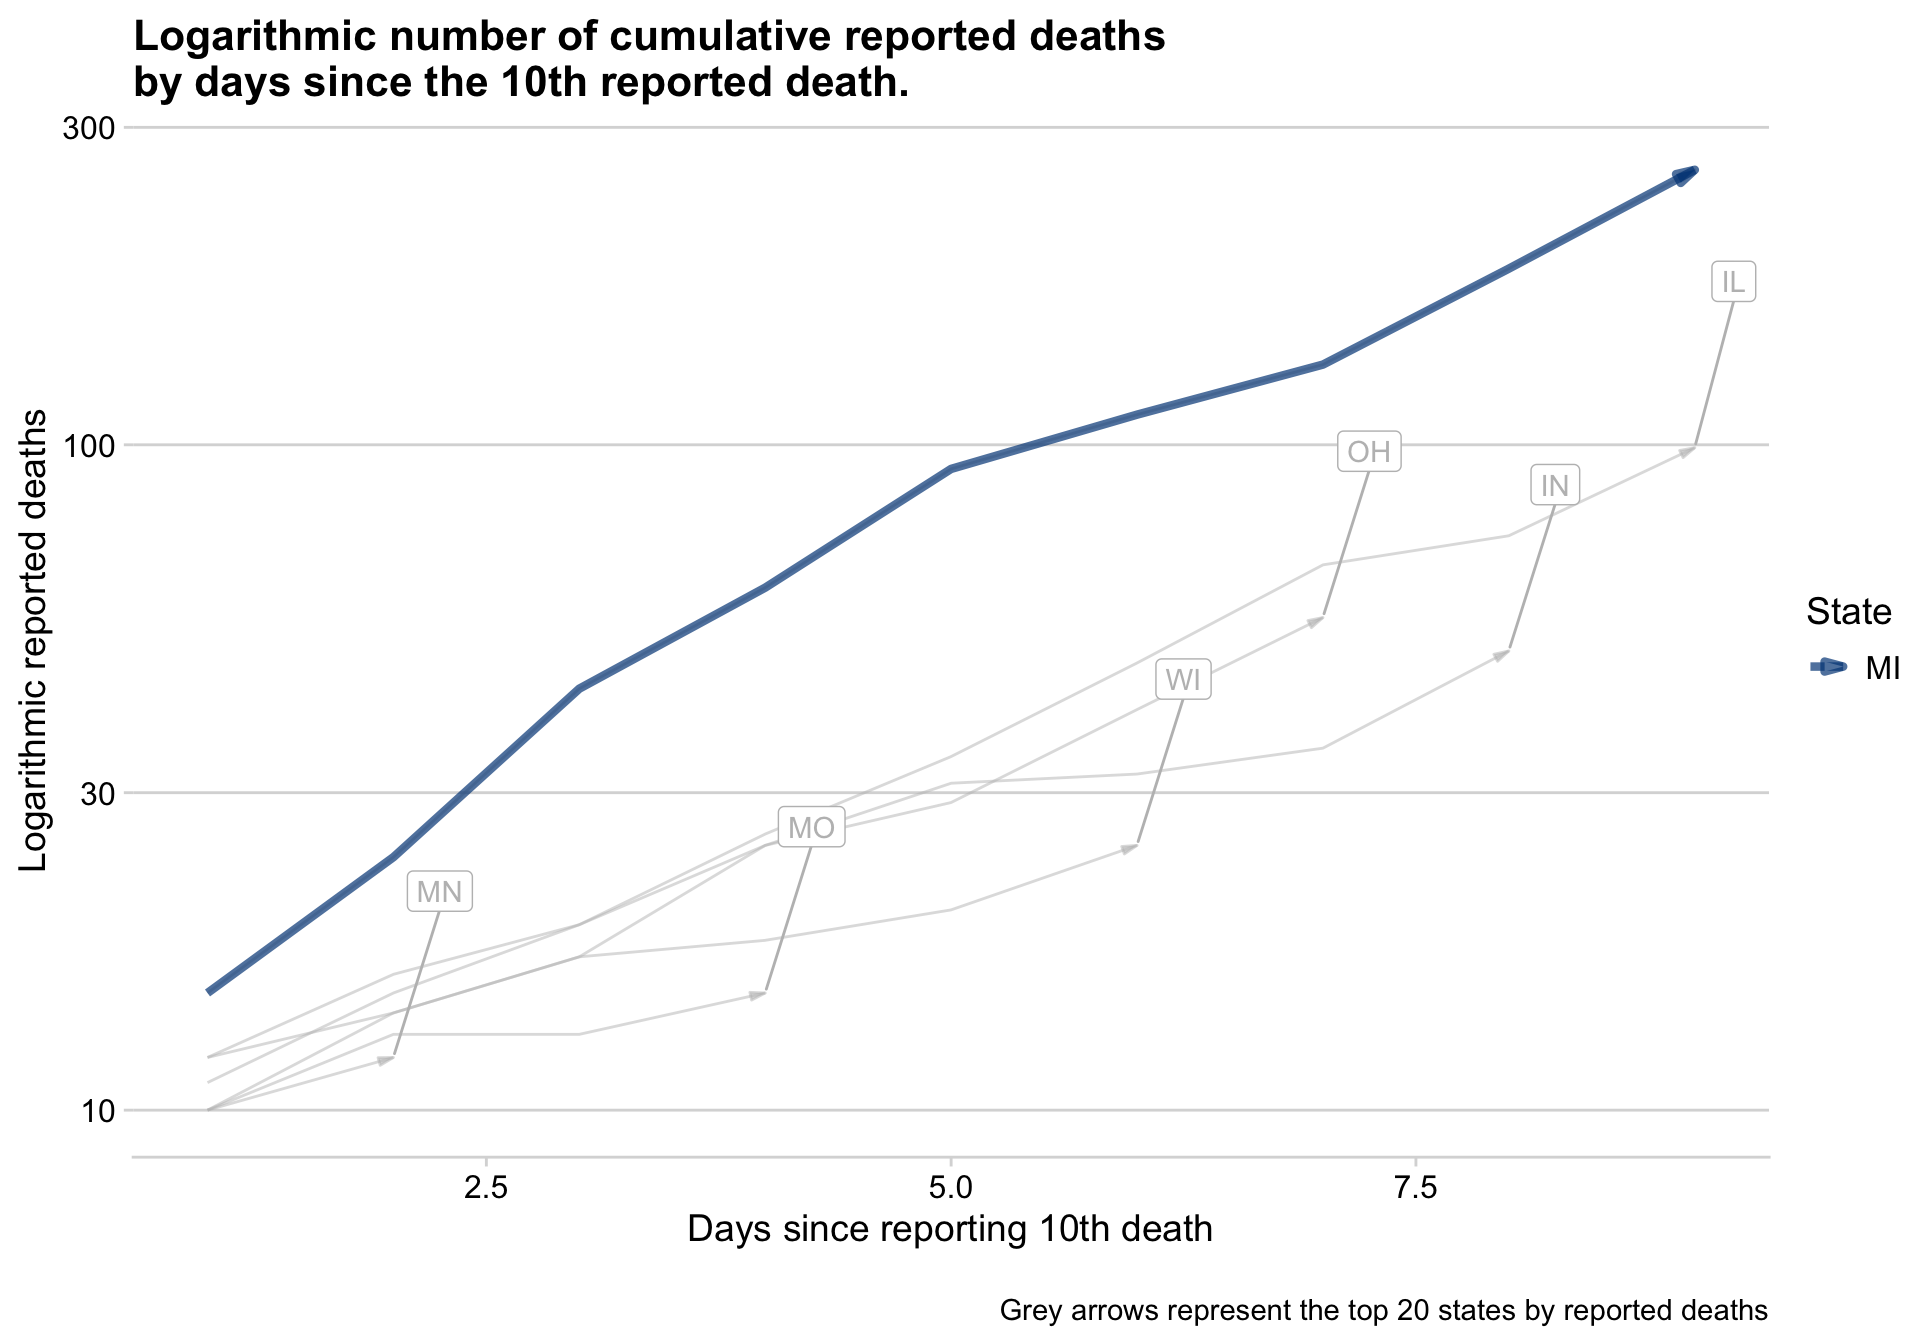 Logarithmic number of cumulative reported deaths
by days since the 10th reported death.
300
100
30
10
Logarithmic reported deaths
IL
OH
IN
WI
MO
MN
State
MI
2.5
5.0
7.5
Days since reporting 10th death
Grey arrows represent the top 20 states by reported deaths